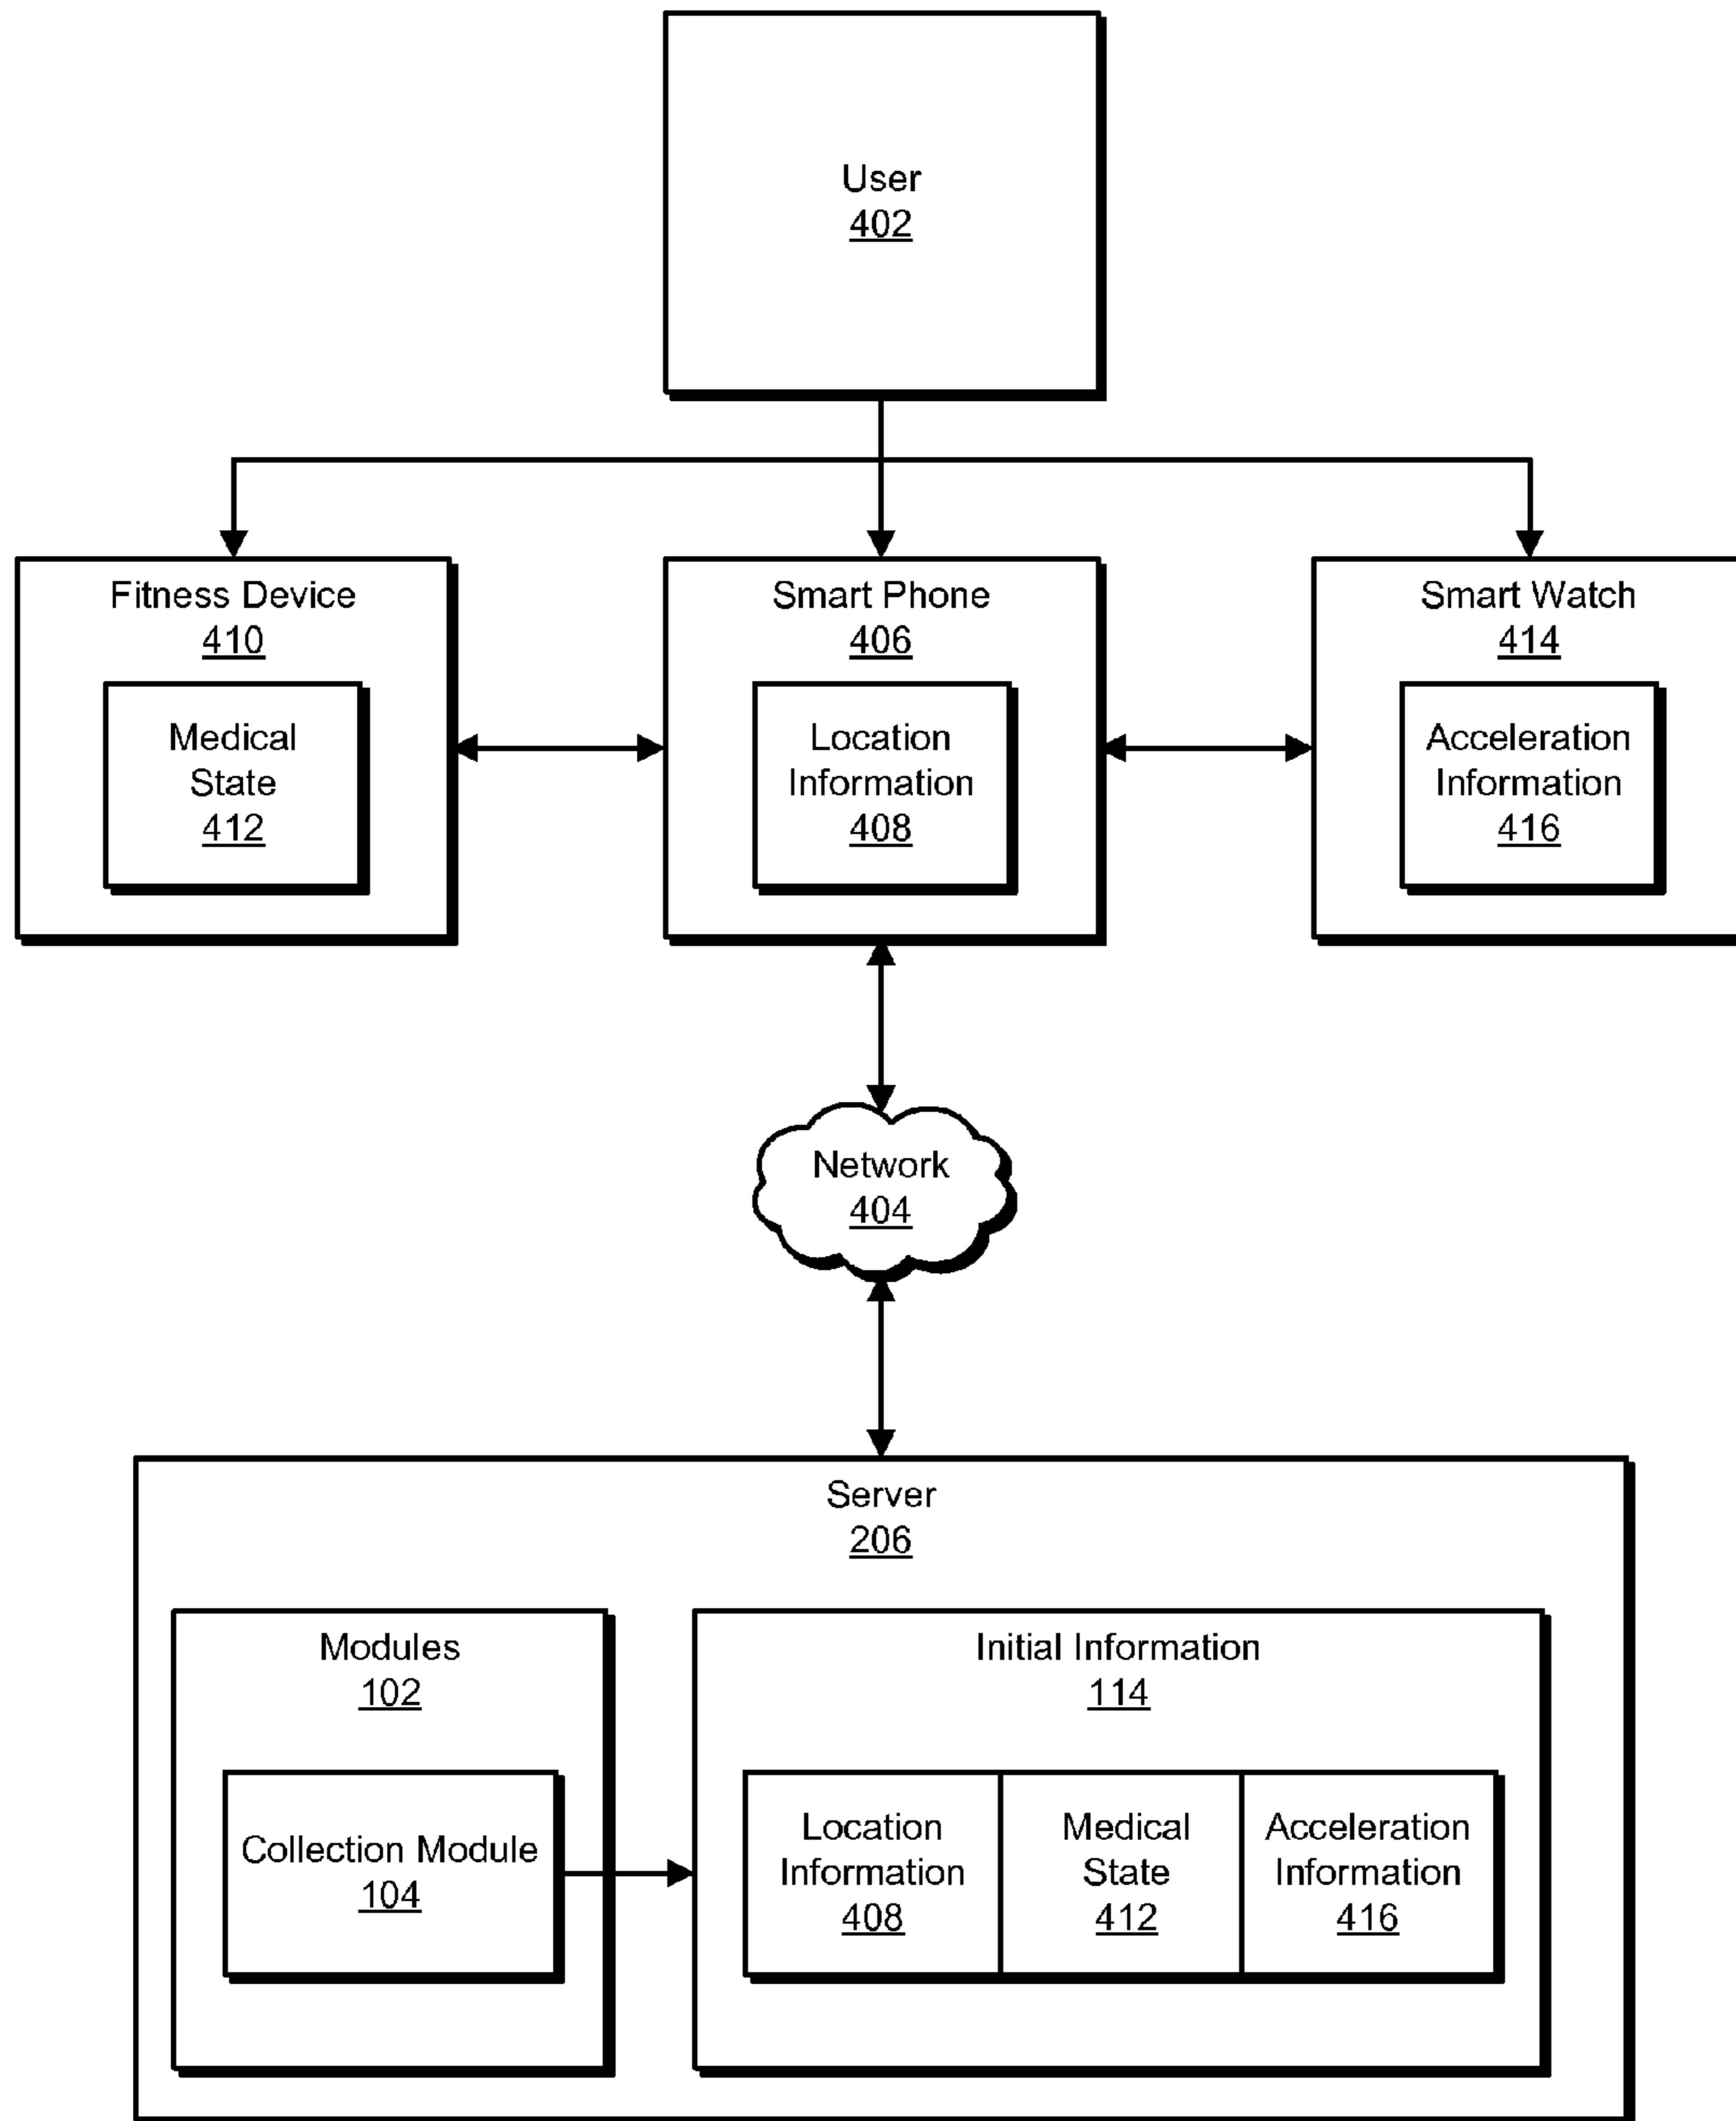 User
402
Fitness Device
410
Medical
State
412
Smart Phone
406
Location
Information
408
Smart Watch
414
Acceleration
Information
416
Network
404
Server
206
Modules
102
Collection Module
104
Initial Information
114
Location
Information
408
Medical
State
412
Acceleration
Information
416